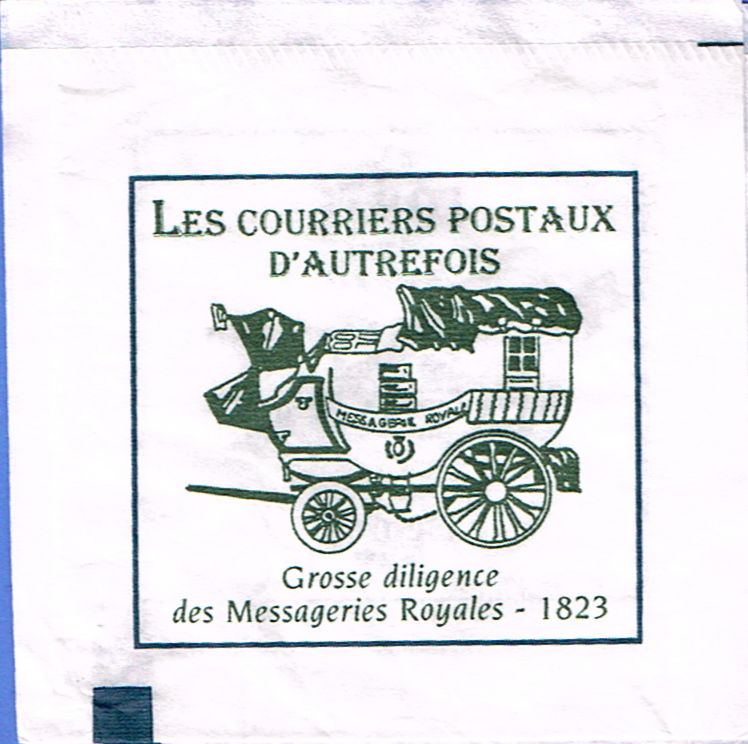 LES COURRIERS POSTAUX
D'AUTREFOIS
MESSAGERIE ROYALE
Grosse diligence
des Messageries Royales - 1823